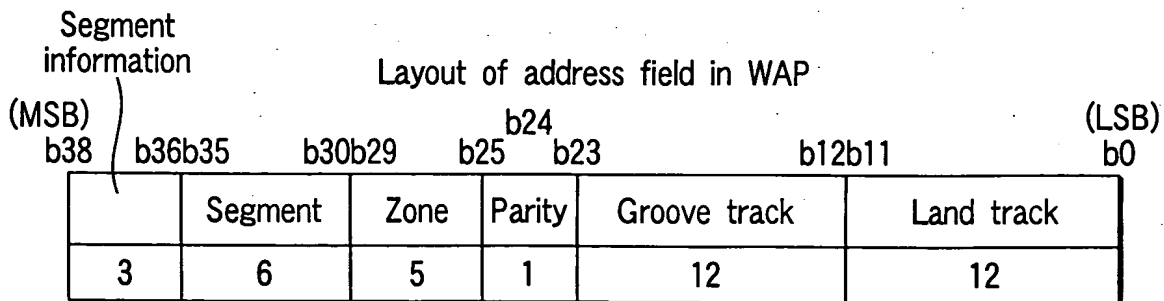 Segment
information
Layout of address field in WAP
(MSB) b24 (LSB)
b38 b36b35 b30b29 b25 b23 b12b11 b0
Segment Zone Parity Groove track Land track
3 6 5 1 12 12